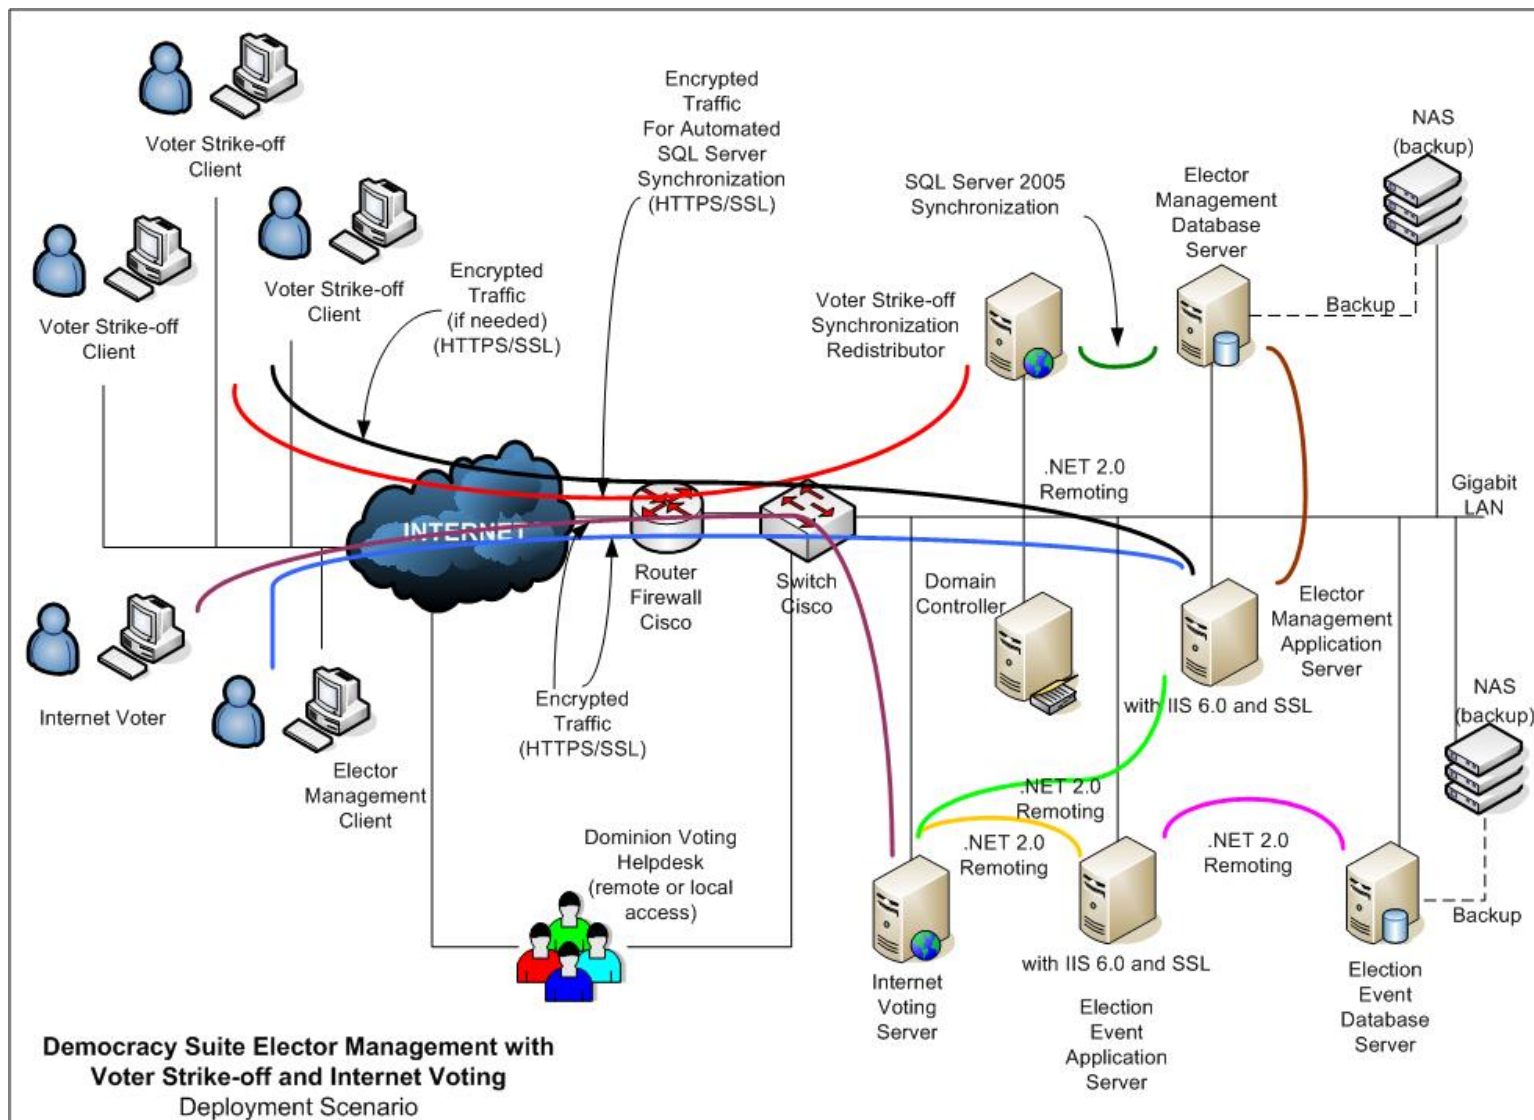 Voter Strike-off
Client
Voter Strike-off
Client
Voter Strike-off
Client
Encrypted
Traffic
(if needed)
(HTTPS/SSL)
Encrypted
Traffic
For Automated
SQL Server
Synchronization
(HTTPS/SSL)
SQL Server 2005
Synchronization
Elector
Management
Database
Server
NAS
(backup)
Backup
Voter Strike-off
Synchronization
Redistributor
.NET 2.0
Remoting
Gigabit
LAN
INTERNET
Router
Firewall
Cisco
Switch
Cisco
Domain
Controller
Elector
Management
Application
Server
with IIS 6.0 and SSL
Internet Voter
Encrypted
Traffic
(HTTPS/SSL)
Elector
Management
Client
NAS
(backup)
.NET 2.0
Remoting
.NET 2.0
Remoting
.NET 2.0
Remoting
Backup
Dominion Voting
Helpdesk
(remote or local
access)
Internet
Voting
Server
with IIS 6.0 and SSL
Election
Event
Application
Server
Election
Event
Database
Server
Democracy Suite Elector Management with
Voter Strike-off and Internet Voting
Deployment Scenario